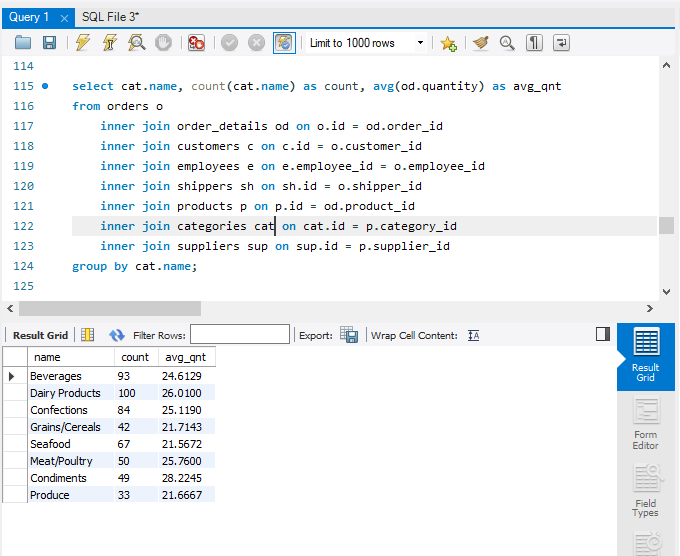 Query 1 × SQL File 3*
Limit to 1000 rows
114
115 select cat.name, count(cat.name) as count, avg(od.quantity) as avg_qnt
116 from orders o
117 inner join order_details od on o.id = od.order_id
118 inner join customers c on c.id = o.customer_id
119 inner join employees e on e.employee_id = o.employee_id
120 inner join shippers sh on sh.id = o.shipper_id
121 inner join products p on p.id = od.product_id
122 inner join categories cat on cat.id = p.category_id
123 inner join suppliers sup on sup.id = p.supplier_id
124 group by cat.name;
125
Result Grid Filter Rows: Export: Wrap Cell Content: IA
name count avg_qnt
Beverages 93 24.6129
Dairy Products 100 26.0100
Confections 84 25.1190
Grains/Cereals 42 21.7143
Seafood 67 21.5672
Meat/Poultry 50 25.7600
Condiments 49 28.2245
Produce 33 21.6667
Result
Grid
Form
Editor
Field
Types